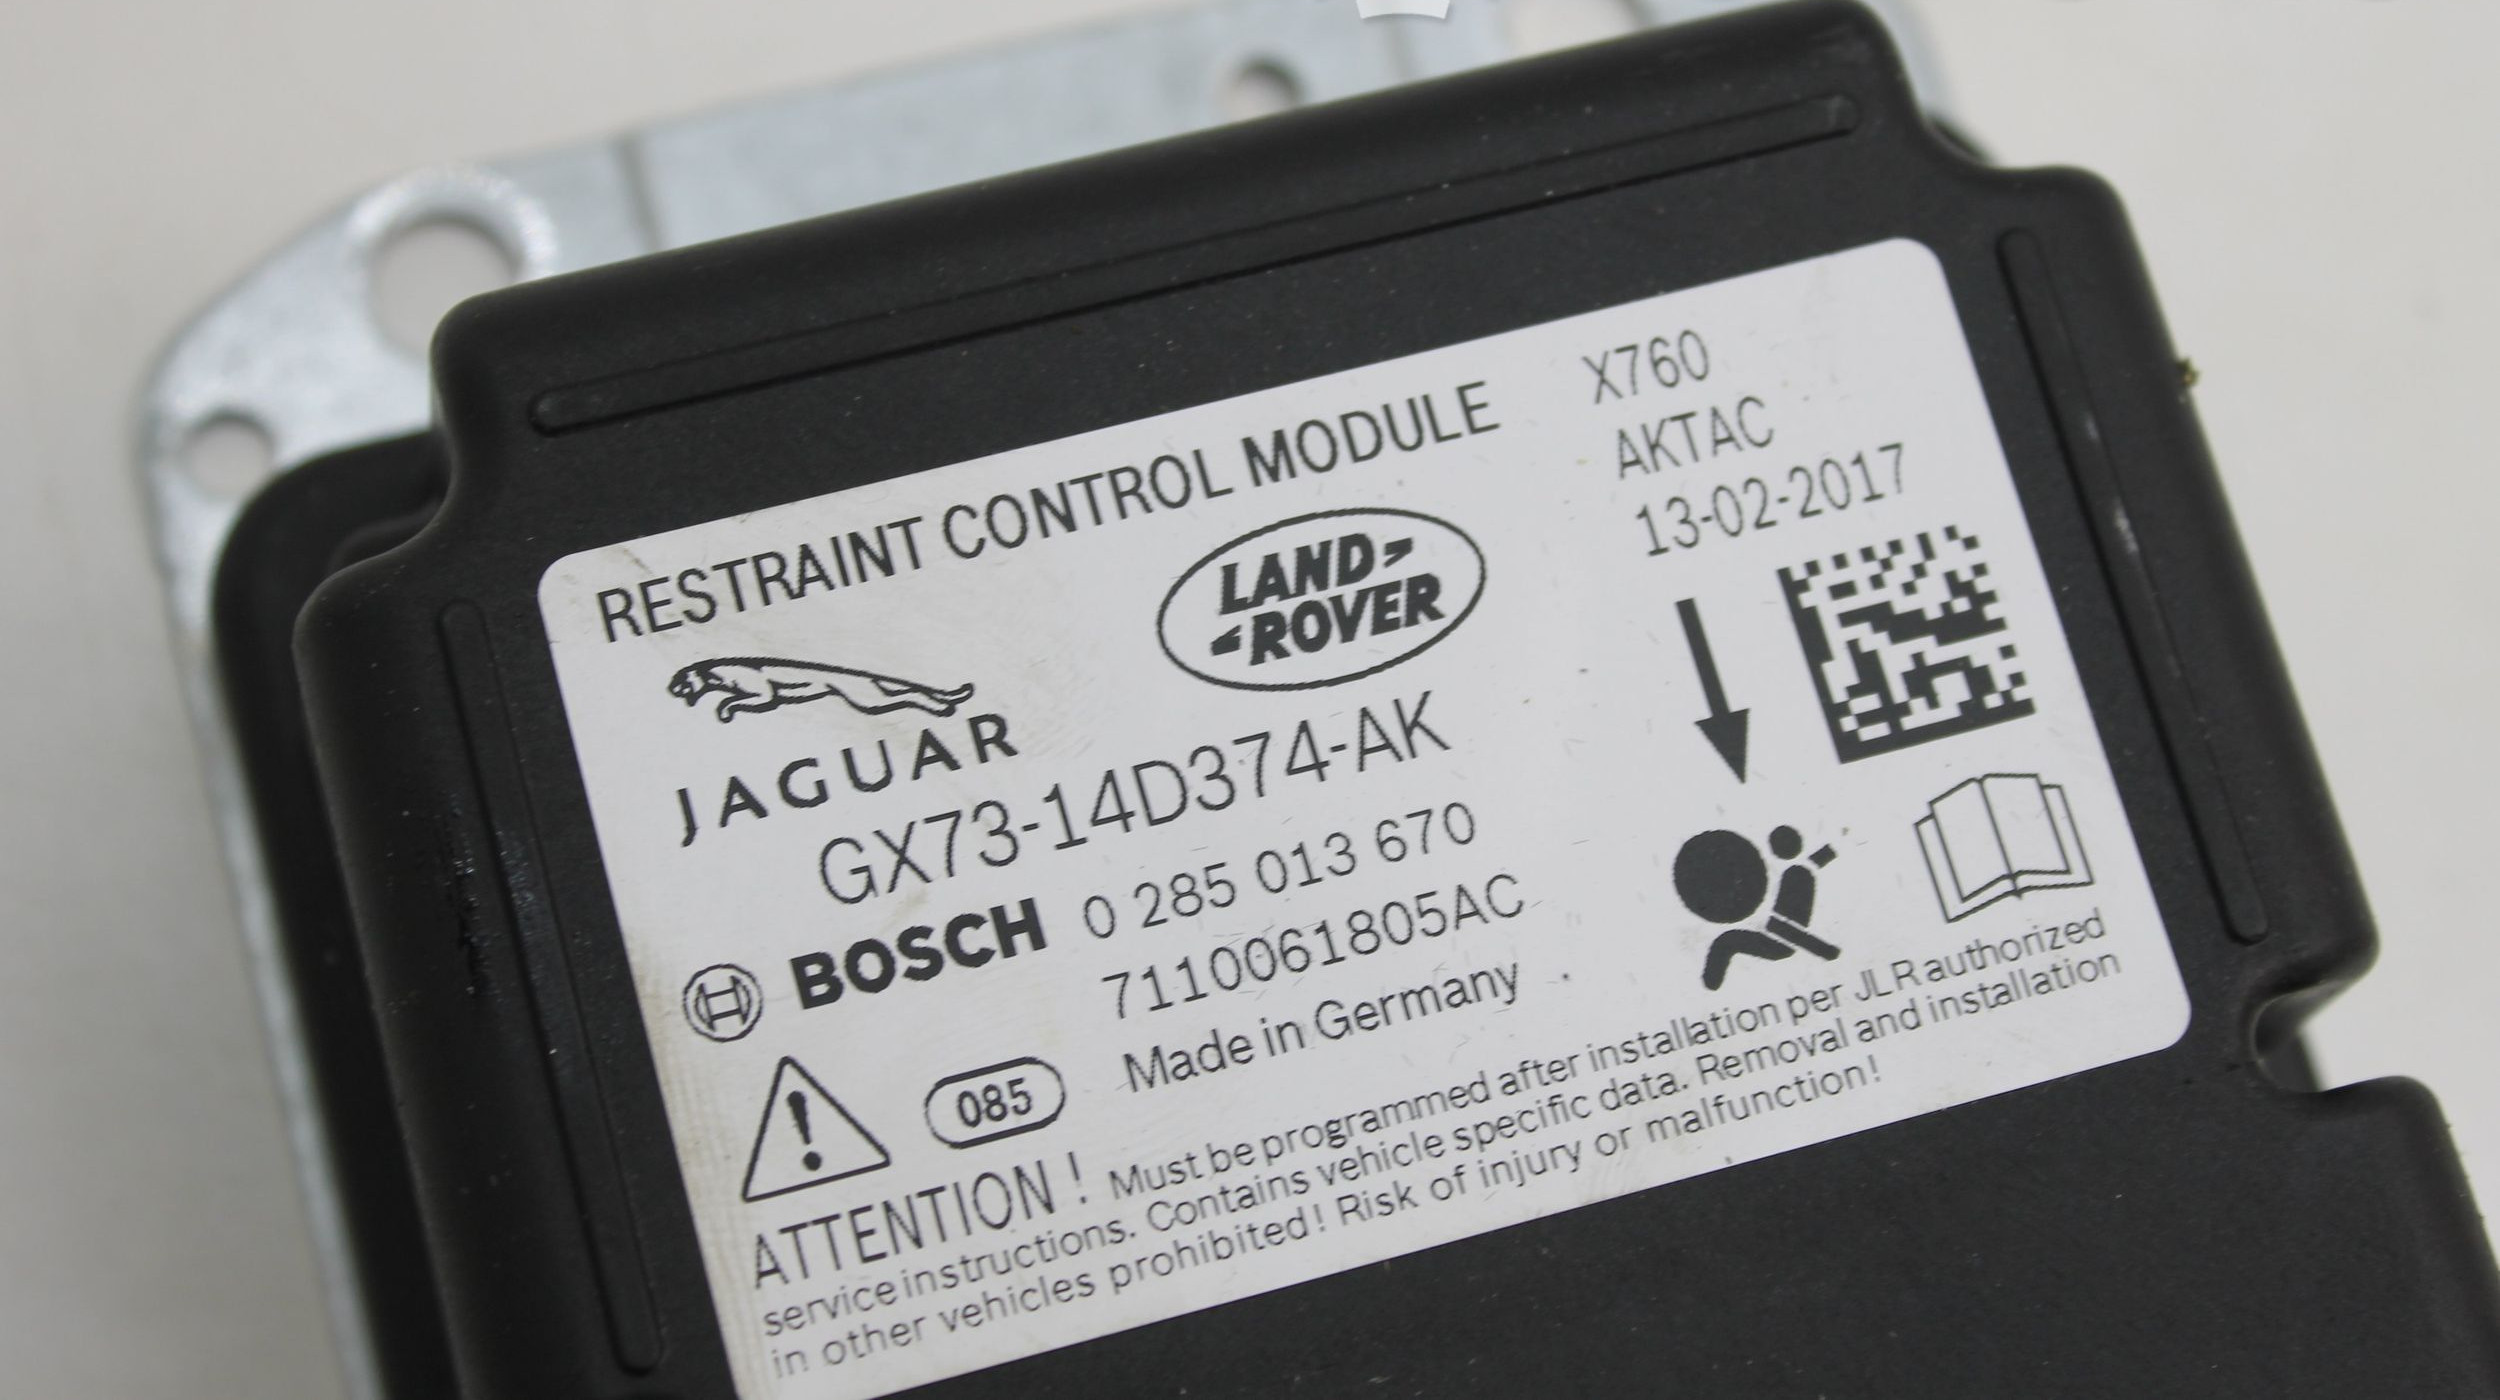 RESTRAINT CONTROL MODULE
X760
AKTAC
13-02-2017
LAND
ROVER
JAGUAR
GX73-14D374-AK
BOSCH 0 285 013 670
7110061805AC
Made in Germany
085
ATTENTION! Must be programmed after installation per JLR authorized
service instructions. Contains vehicle specific data. Removal and installation
in other vehicles prohibited! Risk of injury or malfunction!